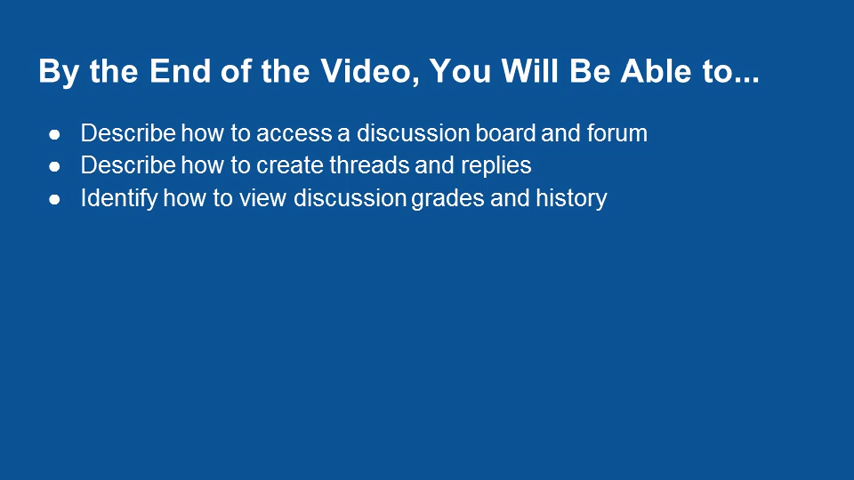 By the End of the Video, You Will Be Able to...
● Describe how to access a discussion board and forum
● Describe how to create threads and replies
● Identify how to view discussion grades and history